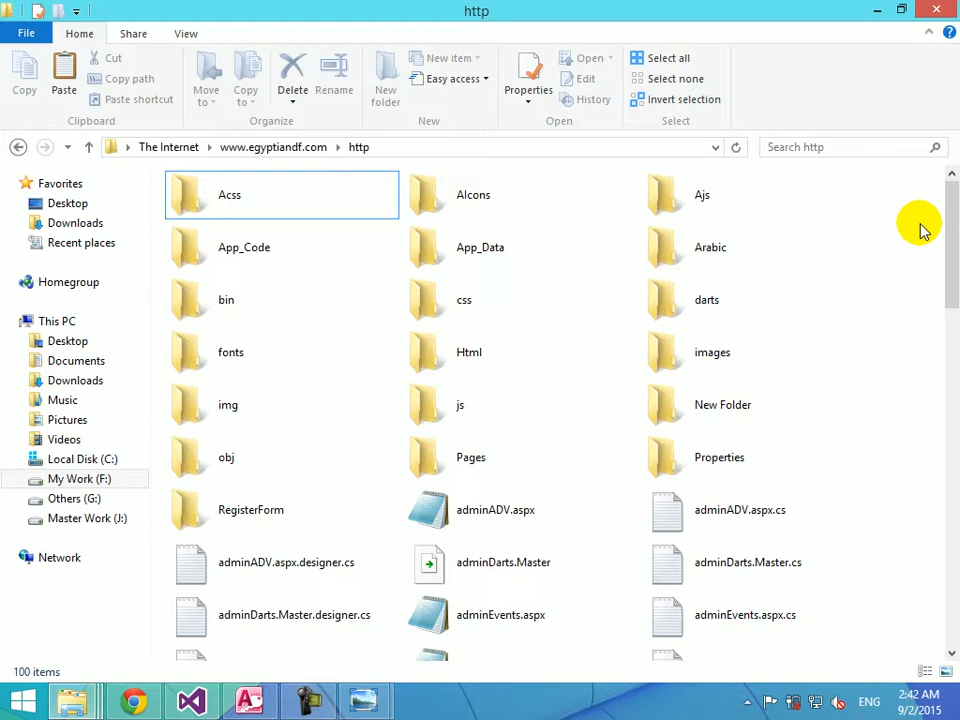 http
File
Home
Share
View
Copy
Paste
Cut
Copy path
Paste shortcut
Clipboard
Move to
Copy to
Delete
Rename
Organize
New folder
New item
Easy access
New
Properties
Open
Edit
History
Open
Select all
Select none
Invert selection
Select
The Internet
www.egyptiandf.com
http
Search http
Favorites
Desktop
Downloads
Recent places
Homegroup
This PC
Desktop
Documents
Downloads
Music
Pictures
Videos
Local Disk (C:)
My Work (F:)
Others (G:)
Master Work (J:)
Network
Acss
AIcons
Ajs
App_Code
App_Data
Arabic
bin
css
darts
fonts
Html
images
img
js
New Folder
obj
Pages
Properties
RegisterForm
adminADV.aspx
adminADV.aspx.cs
adminADV.aspx.designer.cs
adminDarts.Master
adminDarts.Master.cs
adminDarts.Master.designer.cs
adminEvents.aspx
adminEvents.aspx.cs
100 items
ENG
2:42 AM
9/2/2015